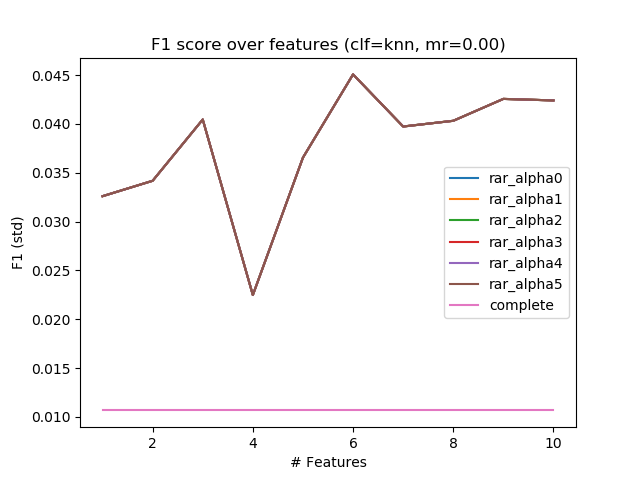 F1 score over features (clf=knn, mr=0.00)
0.045
0.040
0.035
0.030
0.025
0.020
0.015
0.010
F1 (std)
rar_alpha0
rar_alpha1
rar_alpha2
rar_alpha3
rar_alpha4
rar_alpha5
complete
2 4 6 8 10
# Features